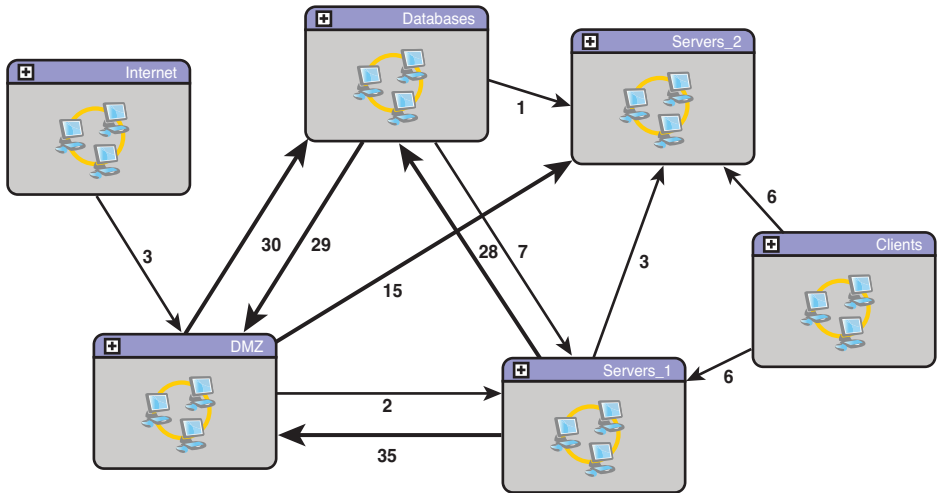 Databases
Servers_2
Internet
1
6
3
30
29
28
7
3
Clients
15
DMZ
Servers_1
6
2
35